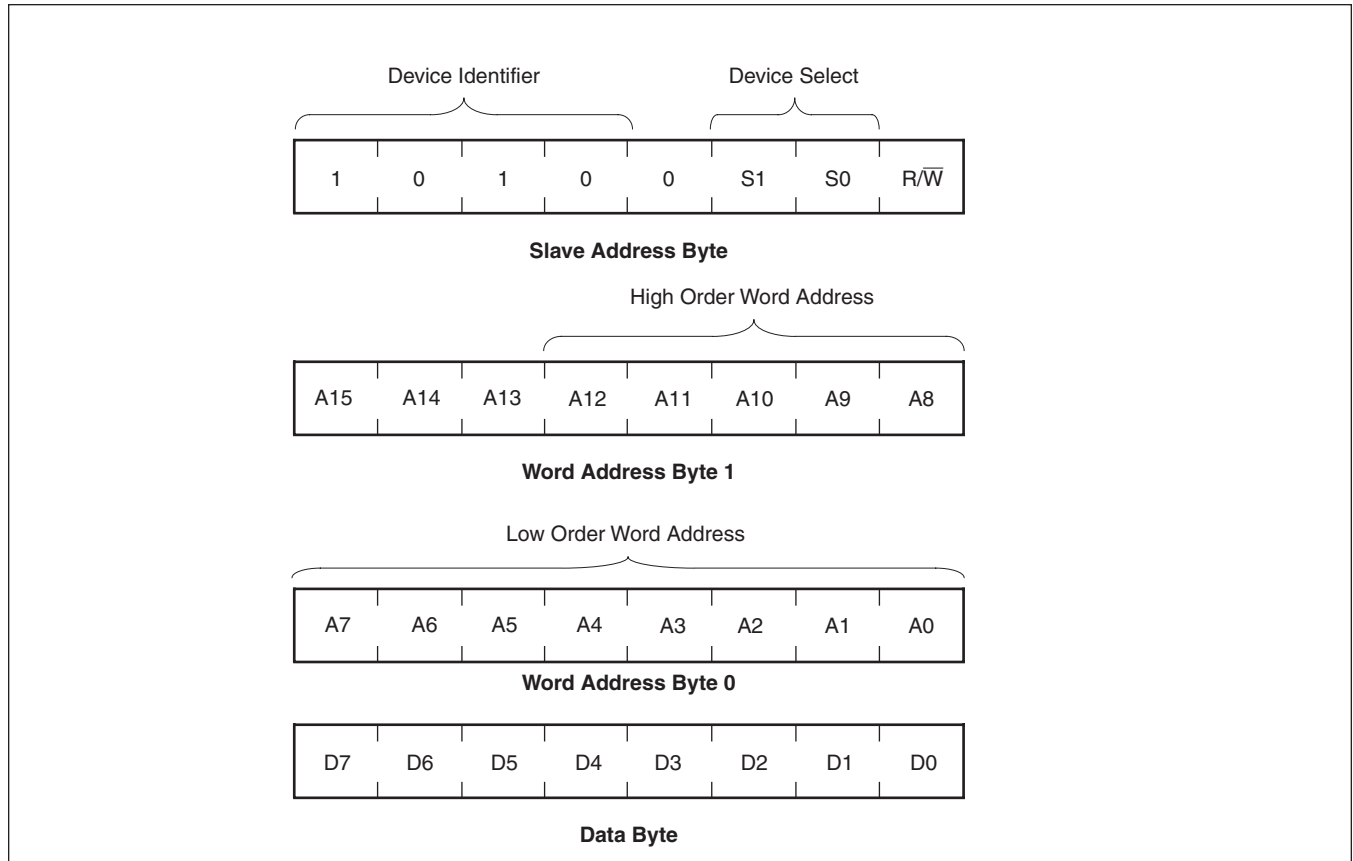 Device Identifier Device Select
1 0 1 0 0 S1 S0 R/W̅
Slave Address Byte
High Order Word Address
A15 A14 A13 A12 A11 A10 A9 A8
Word Address Byte 1
Low Order Word Address
A7 A6 A5 A4 A3 A2 A1 A0
Word Address Byte 0
D7 D6 D5 D4 D3 D2 D1 D0
Data Byte